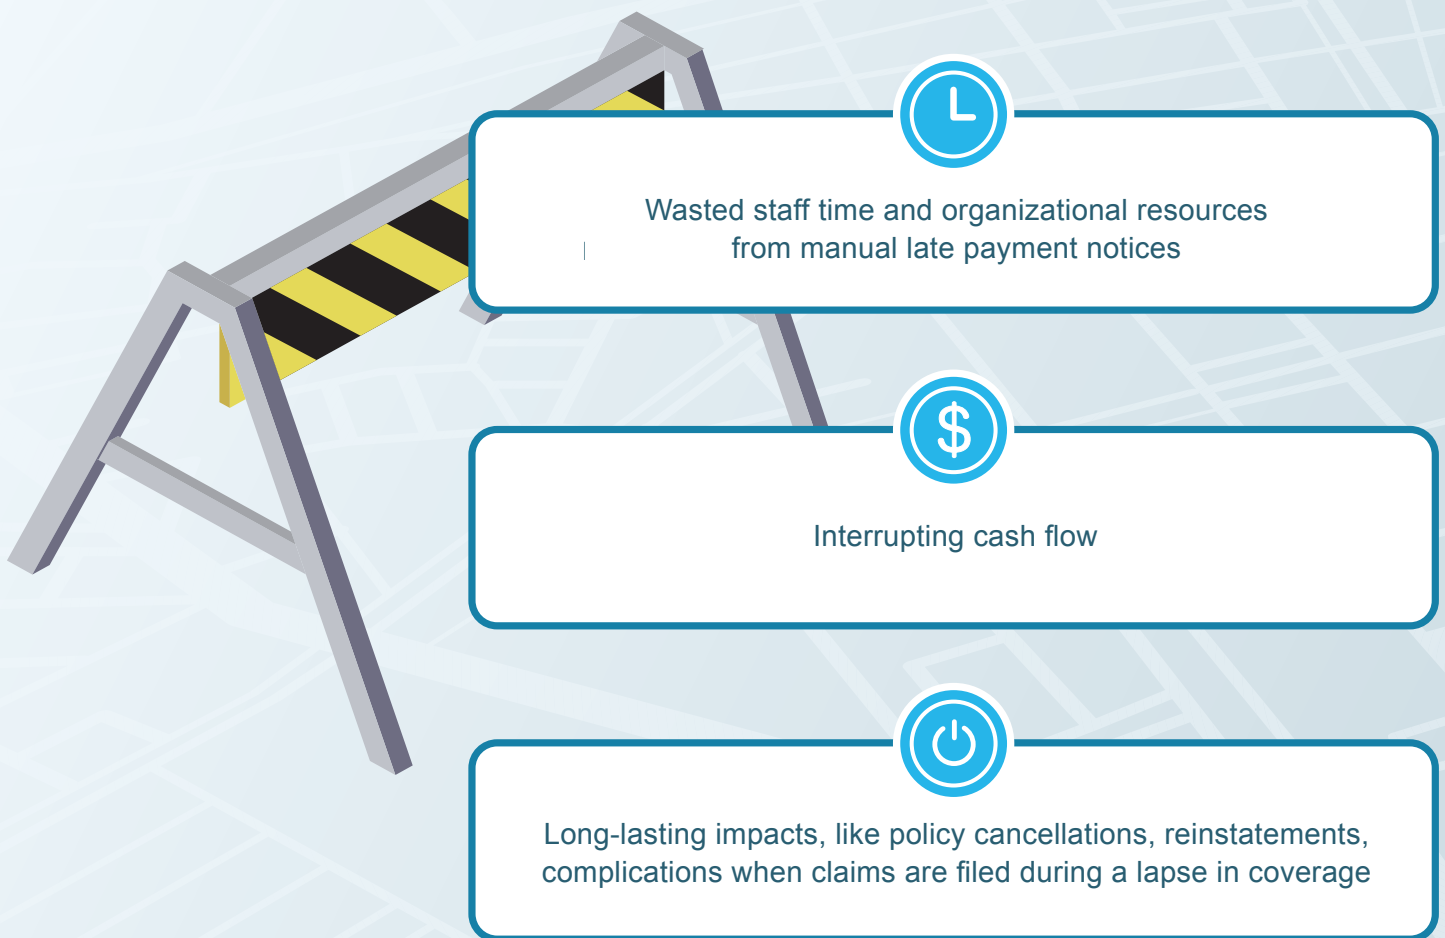 Wasted staff time and organizational resources
from manual late payment notices
$
Interrupting cash flow
Long-lasting impacts, like policy cancellations, reinstatements,
complications when claims are filed during a lapse in coverage